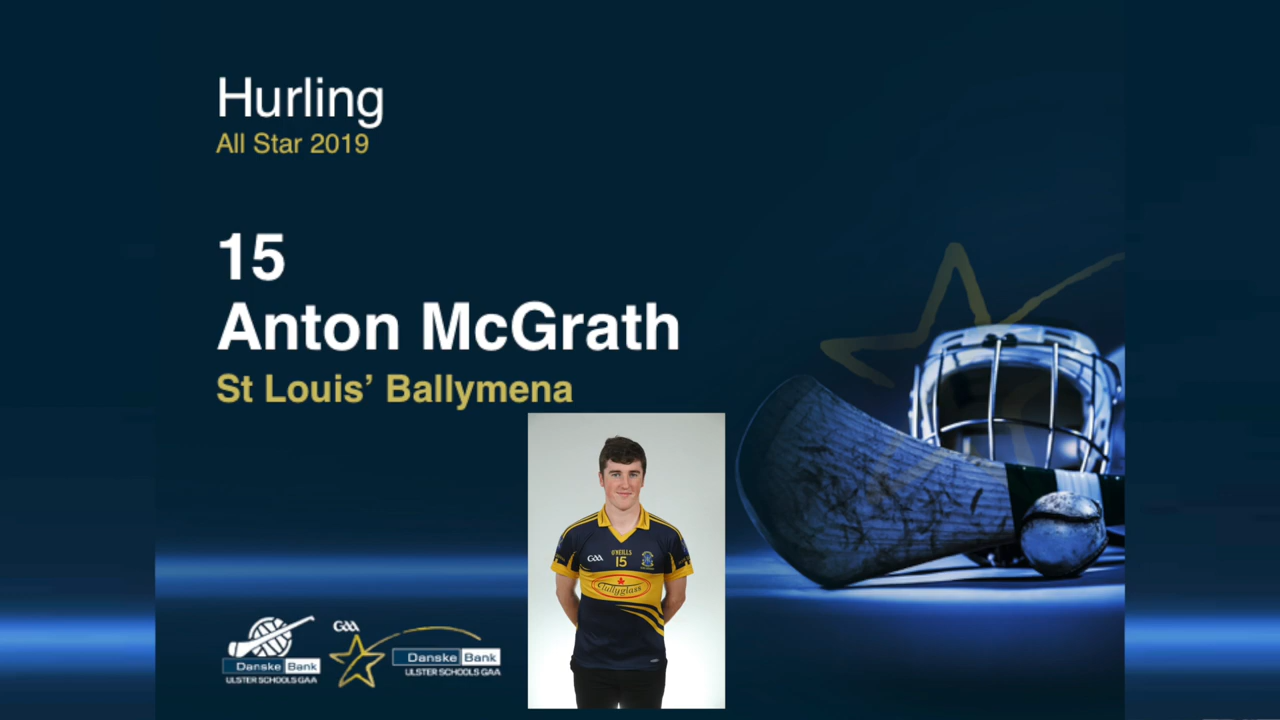 Hurling
All Star 2019
15
Anton McGrath
St Louis’ Ballymena
GAA
O'NEILLS
15
Tullyglass
GAA
Danske Bank
ULSTER SCHOOLS GAA
Danske Bank
ULSTER SCHOOLS GAA